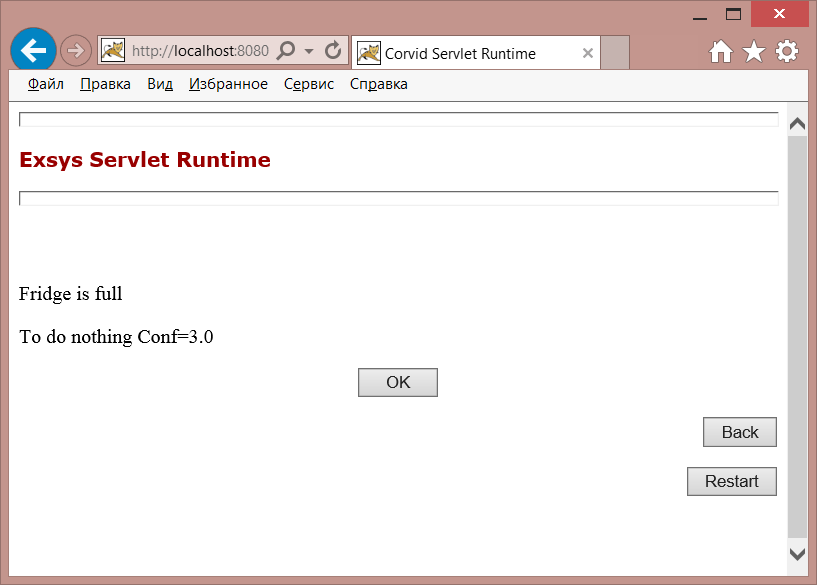 http://localhost:8080
Corvid Servlet Runtime
Файл Правка Вид Избранное Сервис Справка
Exsys Servlet Runtime
Fridge is full
To do nothing Conf=3.0
OK
Back
Restart